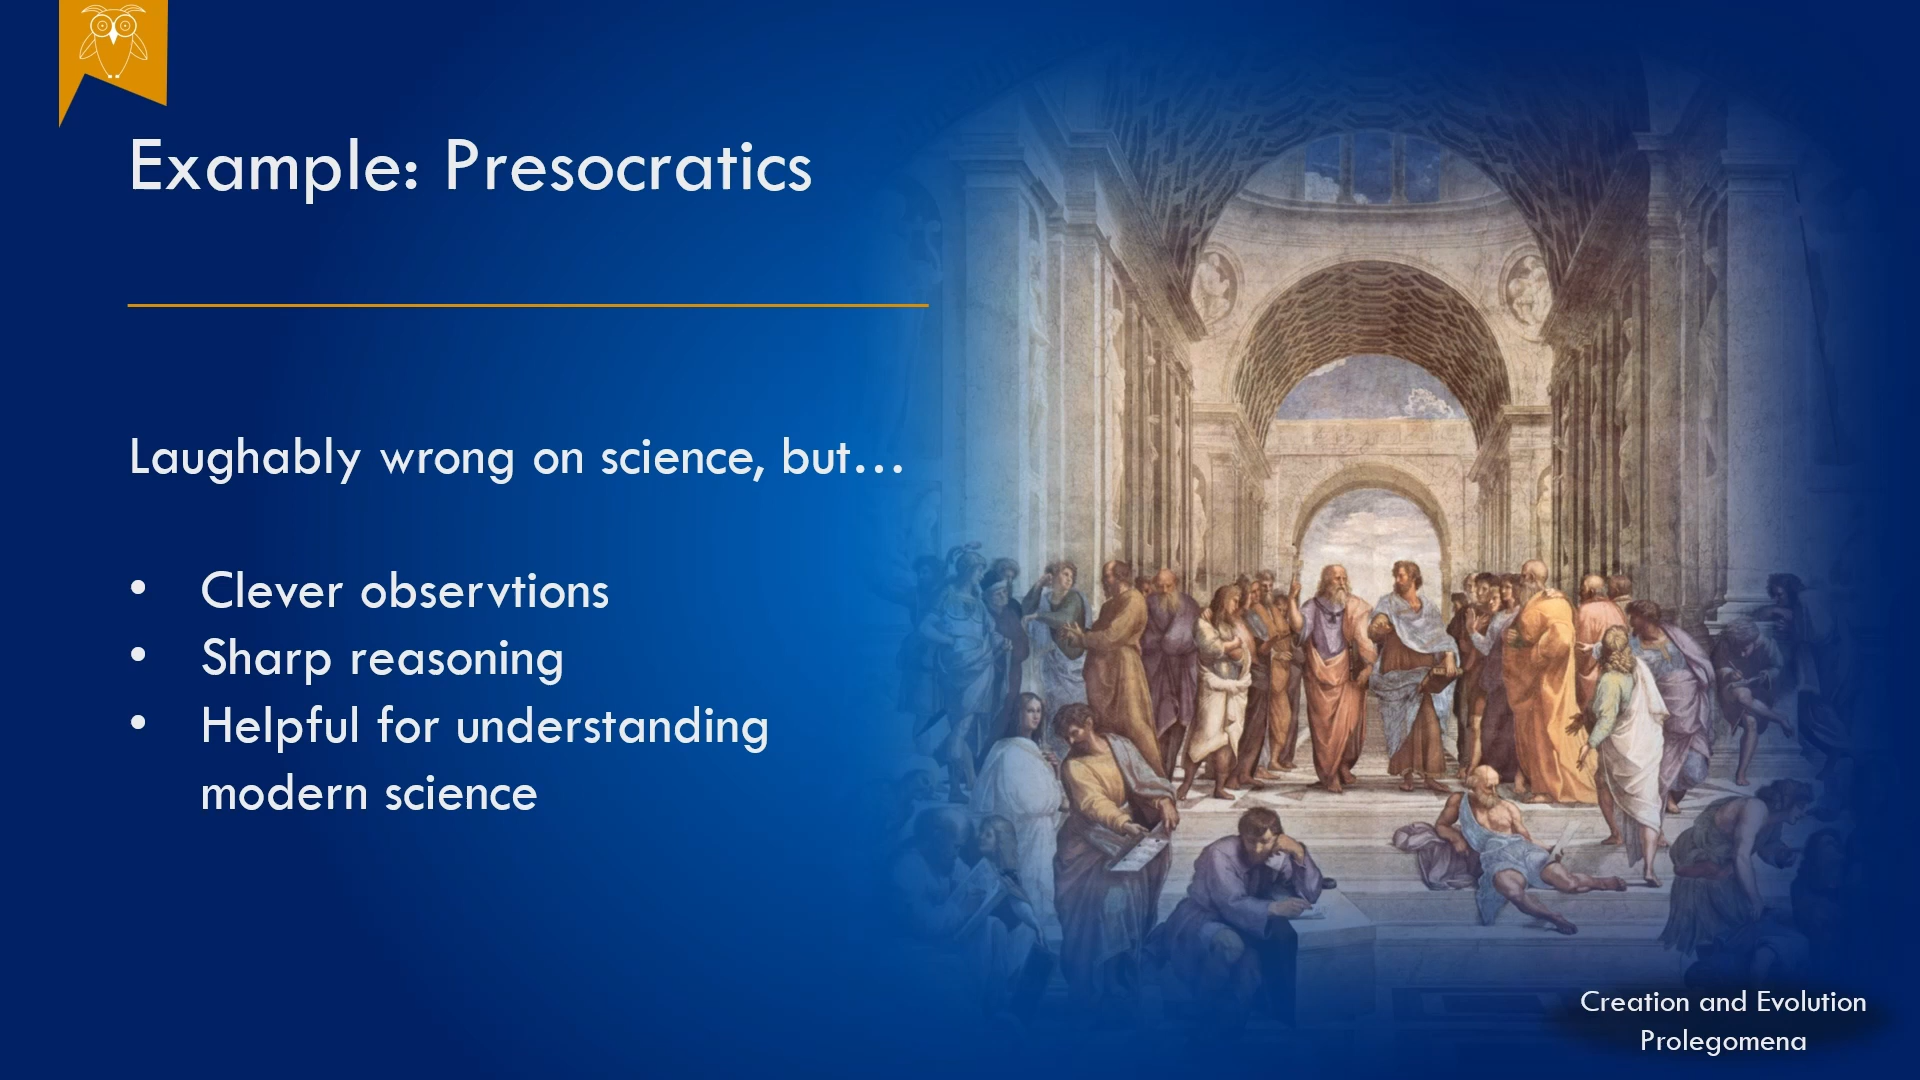 Example: Presocratics
Laughably wrong on science, but…
• Clever observtions
• Sharp reasoning
• Helpful for understanding
modern science
Creation and Evolution
Prolegomena